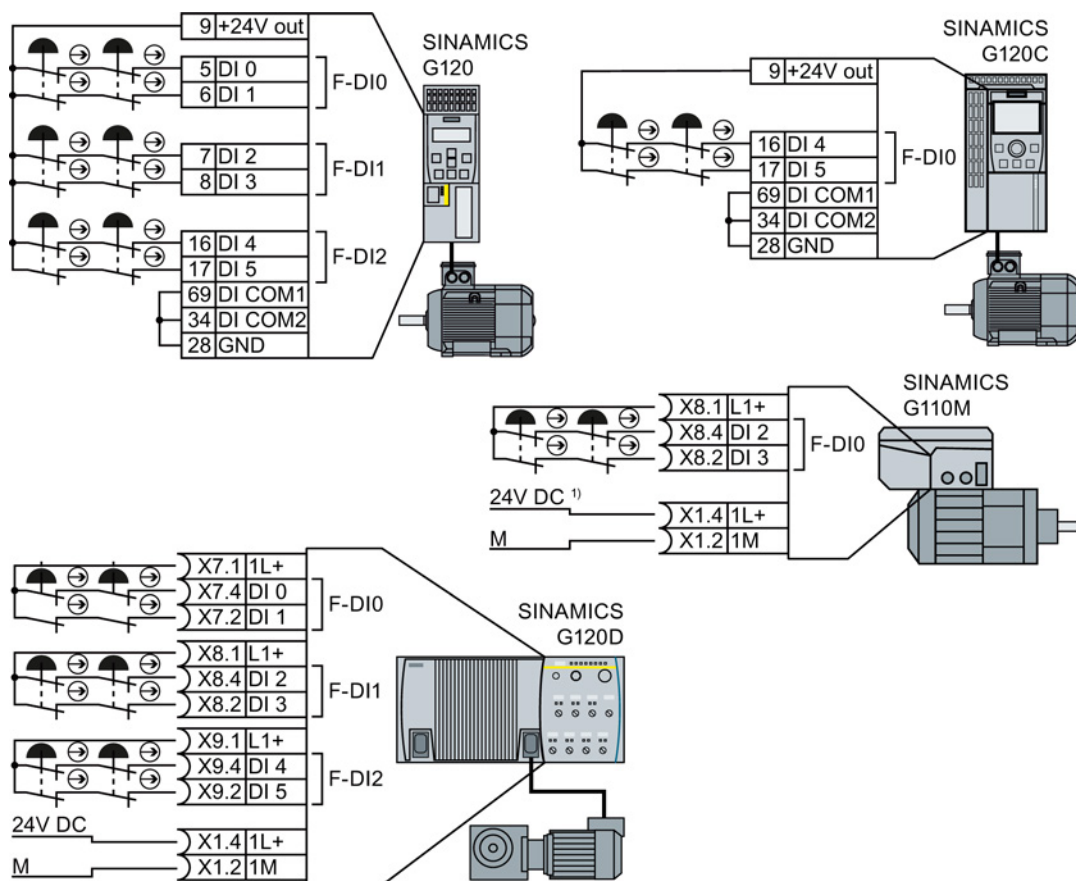 SINAMICS
G120
9 +24V out
5 DI 0
6 DI 1
F-DI0
7 DI 2
8 DI 3
F-DI1
16 DI 4
17 DI 5
F-DI2
69 DI COM1
34 DI COM2
28 GND
SINAMICS
G120C
9 +24V out
16 DI 4
17 DI 5
F-DI0
69 DI COM1
34 DI COM2
28 GND
SINAMICS
G110M
X8.1 L1+
X8.4 DI 2
X8.2 DI 3
F-DI0
24V DC 1)
X1.4 1L+
M
X1.2 1M
SINAMICS
G120D
X7.1 1L+
X7.4 DI 0
X7.2 DI 1
F-DI0
X8.1 L1+
X8.4 DI 2
X8.2 DI 3
F-DI1
X9.1 L1+
X9.4 DI 4
X9.2 DI 5
F-DI2
24V DC
X1.4 1L+
M
X1.2 1M